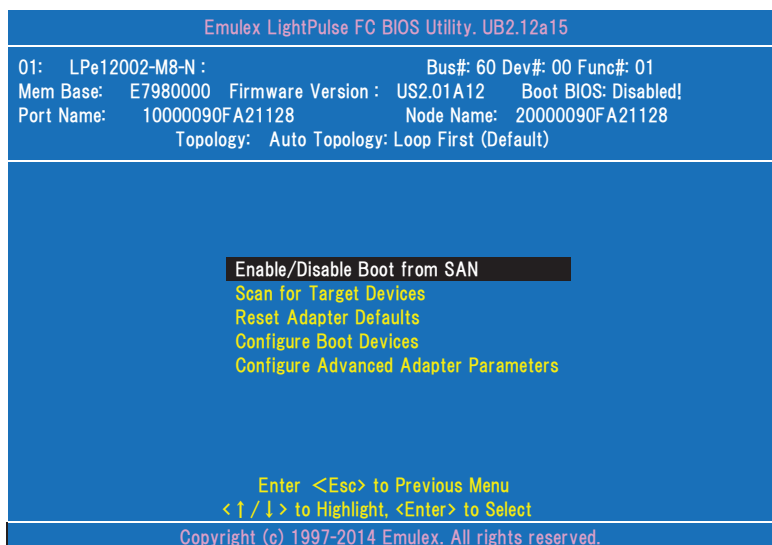 Emulex LightPulse FC BIOS Utility. UB2.12a15
01: LPe12002-M8-N : Bus#: 60 Dev#: 00 Func#: 01
Mem Base: E7980000 Firmware Version : US2.01A12 Boot BIOS: Disabled!
Port Name: 10000090FA21128 Node Name: 20000090FA21128
Topology: Auto Topology: Loop First (Default)
Enable/Disable Boot from SAN
Scan for Target Devices
Reset Adapter Defaults
Configure Boot Devices
Configure Advanced Adapter Parameters
Enter <Esc> to Previous Menu
<↑/↓> to Highlight, <Enter> to Select
Copyright (c) 1997-2014 Emulex. All rights reserved.